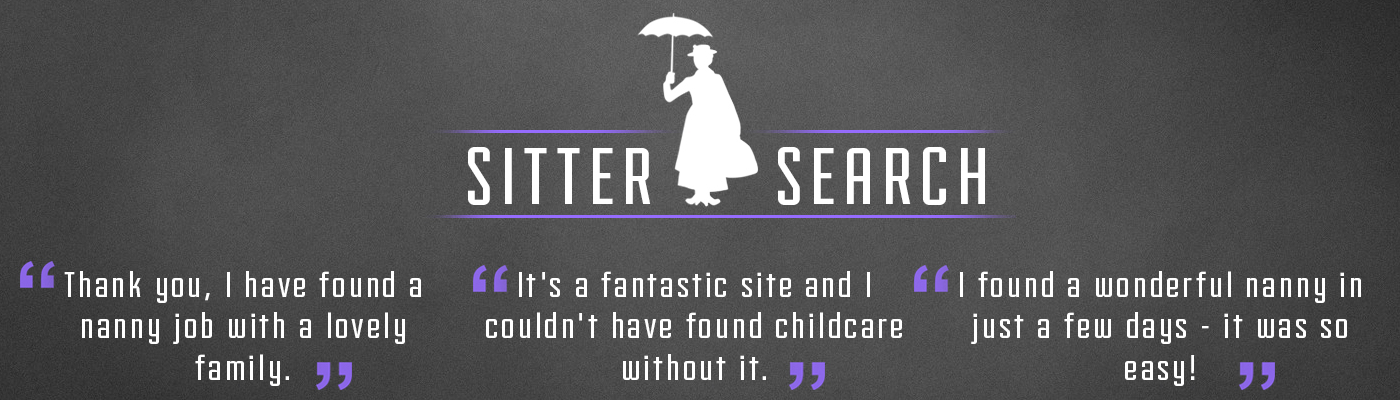 SITTER SEARCH
“Thank you, I have found a
nanny job with a lovely
family.”
“It's a fantastic site and I
couldn't have found childcare
without it.”
“I found a wonderful nanny in
just a few days - it was so
easy!”